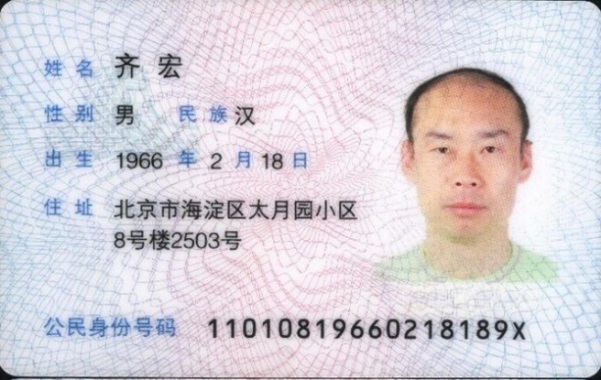 姓名 齐宏
性别 男 民族 汉
出生 1966 年 2 月 18 日
住址 北京市海淀区太月园小区
8号楼2503号
公民身份号码 11010819660218189X